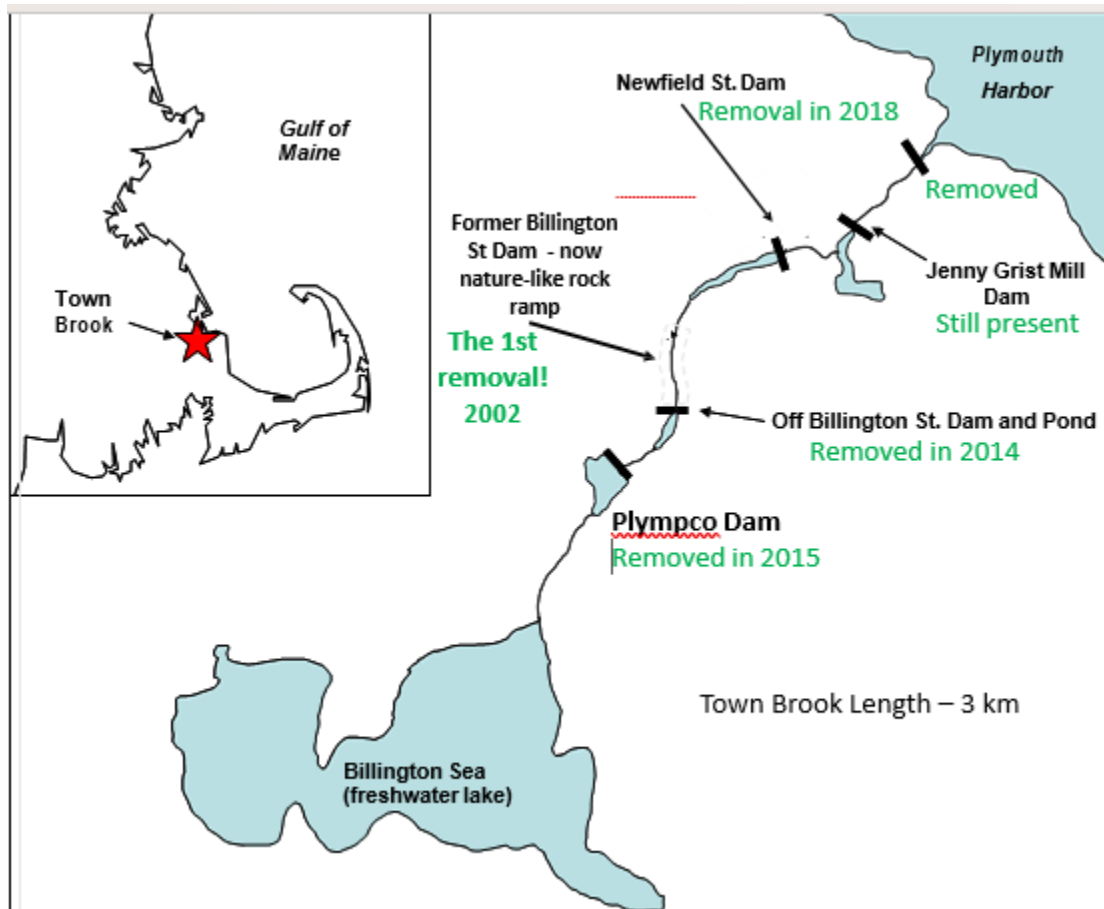 Plymouth
Harbor
Newfield St. Dam
Removal in 2018
Gulf of
Maine
Removed
Former Billington
St Dam - now
nature-like rock
ramp
Jenny Grist Mill
Dam
Still present
Town
Brook
The 1st
removal!
2002
Off Billington St. Dam and Pond
Removed in 2014
Plympco Dam
Removed in 2015
Town Brook Length – 3 km
Billington Sea
(freshwater lake)